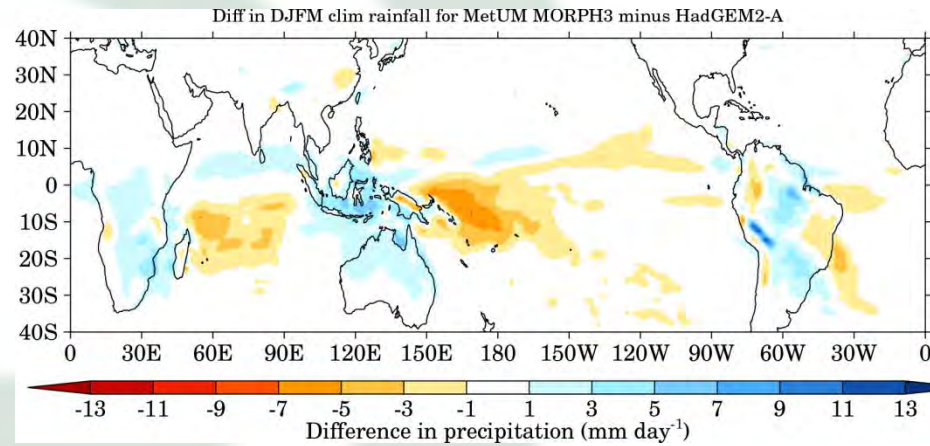 Diff in DJFM clim rainfall for MetUM MORPH3 minus HadGEM2-A
40N
30N
20N
10N
0
10S
20S
30S
40S
0 30E 60E 90E 120E 150E 180 150W 120W 90W 60W 30W 0
-13 -11 -9 -7 -5 -3 -1 1 3 5 7 9 11 13
Difference in precipitation (mm day-1)